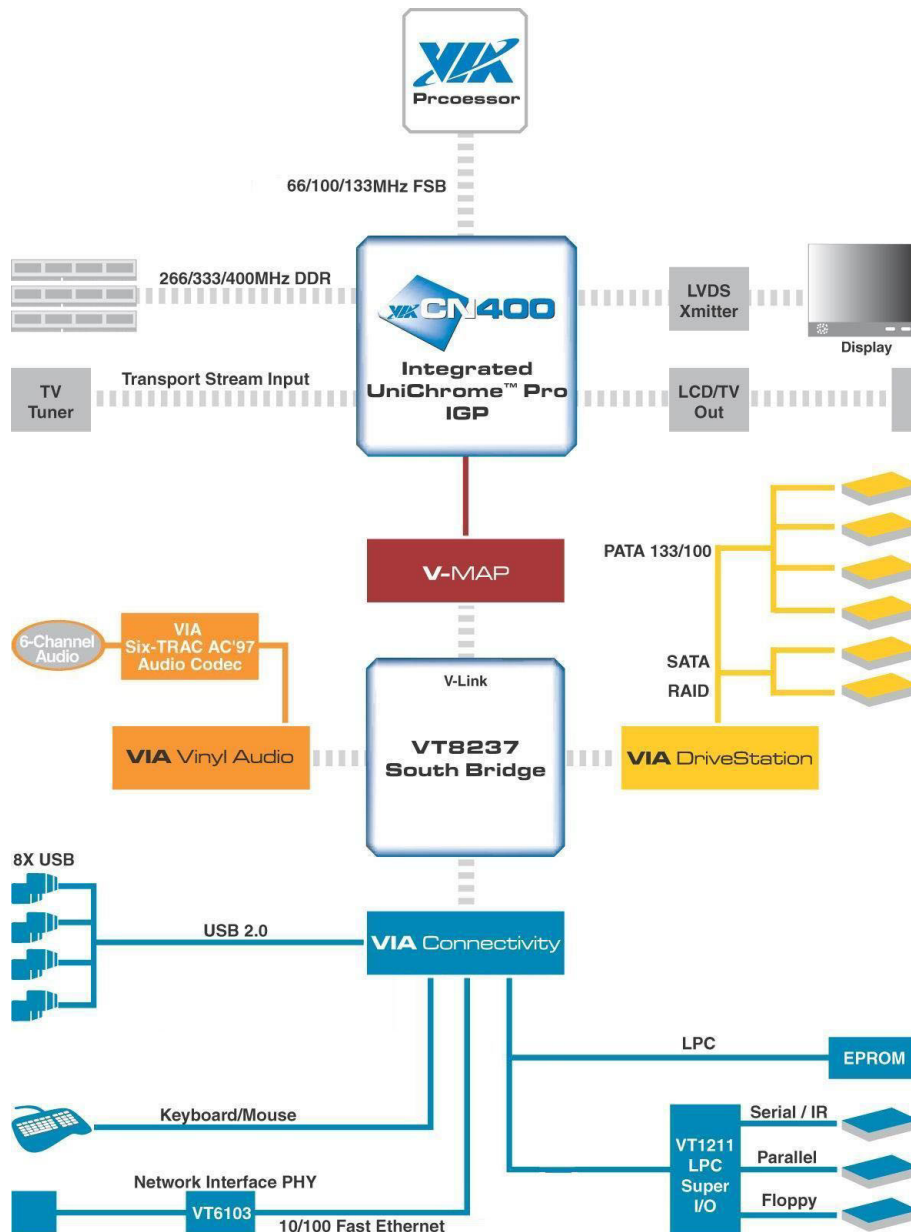 VIA
Prcoessor
66/100/133MHz FSB
266/333/400MHz DDR
VIA CN400
Integrated
UniChrome™ Pro
IGP
LVDS
Xmitter
Display
TV
Tuner
Transport Stream Input
LCD/TV
Out
V-MAP
PATA 133/100
SATA
RAID
6-Channel
Audio
VIA
Six-TRAC AC'97
Audio Codec
V-Link
VT8237
South Bridge
VIA Vinyl Audio
VIA DriveStation
8X USB
USB 2.0
VIA Connectivity
LPC
EPROM
Keyboard/Mouse
Serial / IR
VT1211
LPC
Super
I/O
Parallel
Floppy
Network Interface PHY
VT6103
10/100 Fast Ethernet